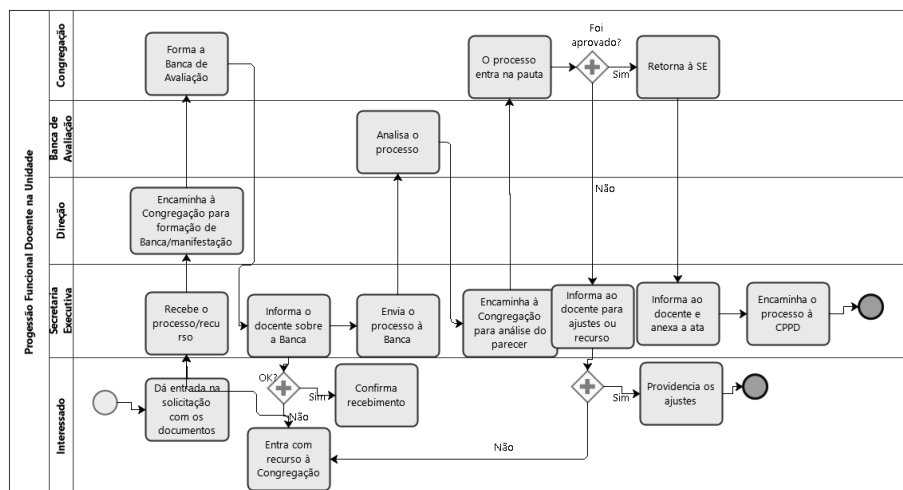 Progessão Funcional Docente na Unidade
Congregação
Forma a
Banca de
Avaliação
O processo
entra na pauta
Foi
aprovado?
Sim
Retorna à SE
Banca de
Avaliação
Analisa o
processo
Não
Direção
Encaminha à
Congregação para
formação de
Banca/manifestação
Secretaria
Executiva
Recebe o
processo/recu
rso
Informa o
docente sobre
a Banca
Envia o
processo à
Banca
Encaminha à
Congregação
para análise do
parecer
Informa ao
docente para
ajustes ou
recurso
Informa ao
docente e
anexa a ata
Encaminha o
processo à
CPPD
Interessado
Dá entrada na
solicitação
com os
documentos
OK?
Sim
Não
Confirma
recebimento
Entra com
recurso à
Congregação
Não
Sim
Providencia os
ajustes